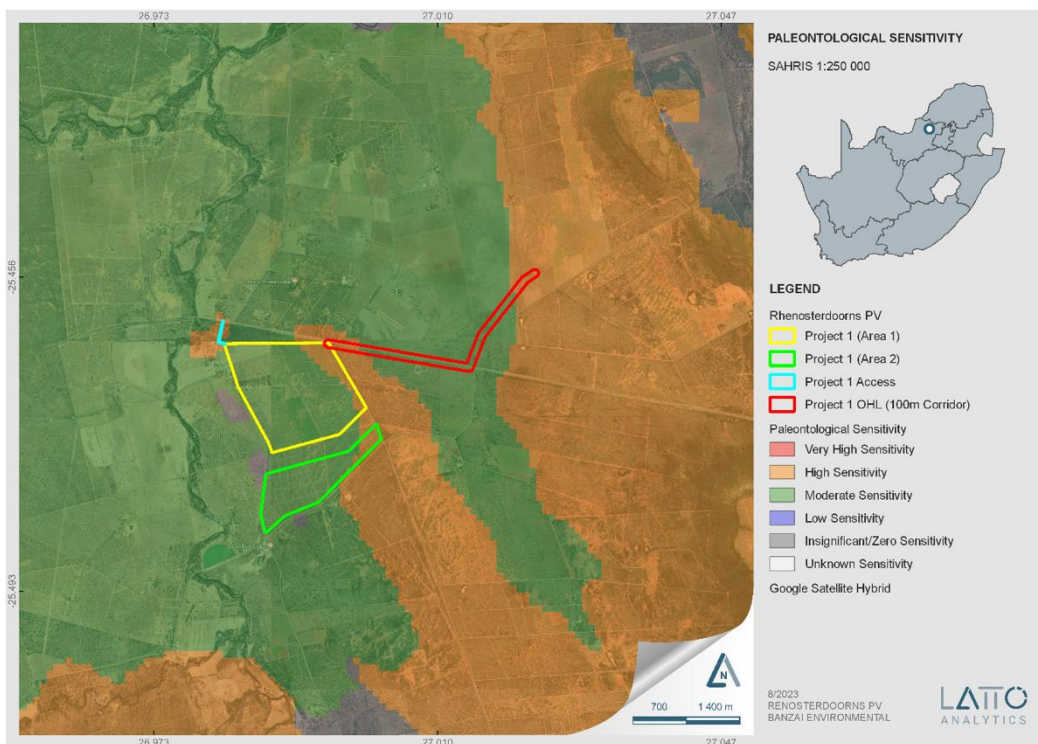 26.973
27.010
27.047
-25.456
-25.493
26.973
27.010
27.047
PALEONTOLOGICAL SENSITIVITY
SAHRIS 1:250 000
LEGEND
Rhenosterdoorns PV
Project 1 (Area 1)
Project 1 (Area 2)
Project 1 Access
Project 1 OHL (100m Corridor)
Paleontological Sensitivity
Very High Sensitivity
High Sensitivity
Moderate Sensitivity
Low Sensitivity
Insignificant/Zero Sensitivity
Unknown Sensitivity
Google Satellite Hybrid
N
700
1 400 m
8/2023
RENOSTERDOORNS PV
BANZAI ENVIRONMENTAL
LATTO
ANALYTICS